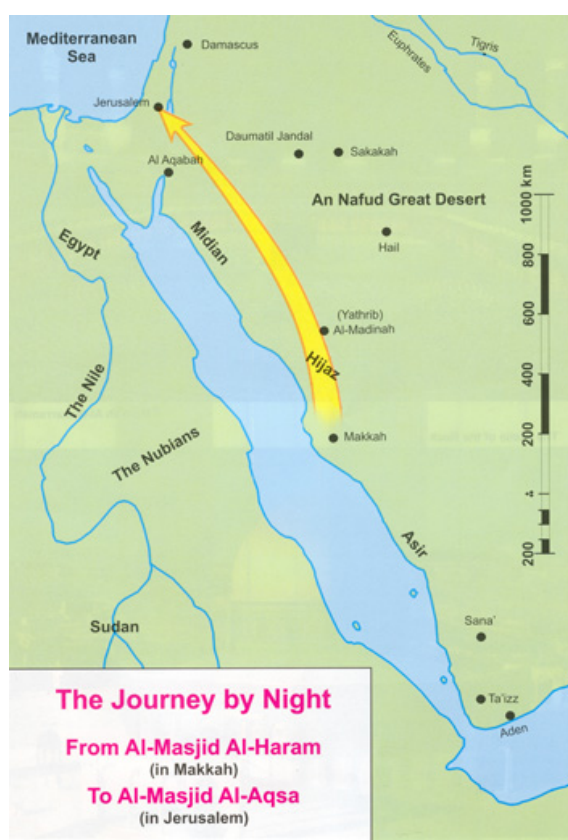 Mediterranean
Sea
Damascus
Euphrates
Tigris
Jerusalem
Daumatil Jandal
Sakakah
Al Aqabah
An Nafud Great Desert
Midian
Hail
Egypt
(Yathrib)
Al-Madinah
Hijaz
The Nile
Makkah
The Nubians
Asir
Sudan
Sana'
Ta'izz
Aden
1000 km
800
600
400
200
200
The Journey by Night
From Al-Masjid Al-Haram
(in Makkah)
To Al-Masjid Al-Aqsa
(in Jerusalem)